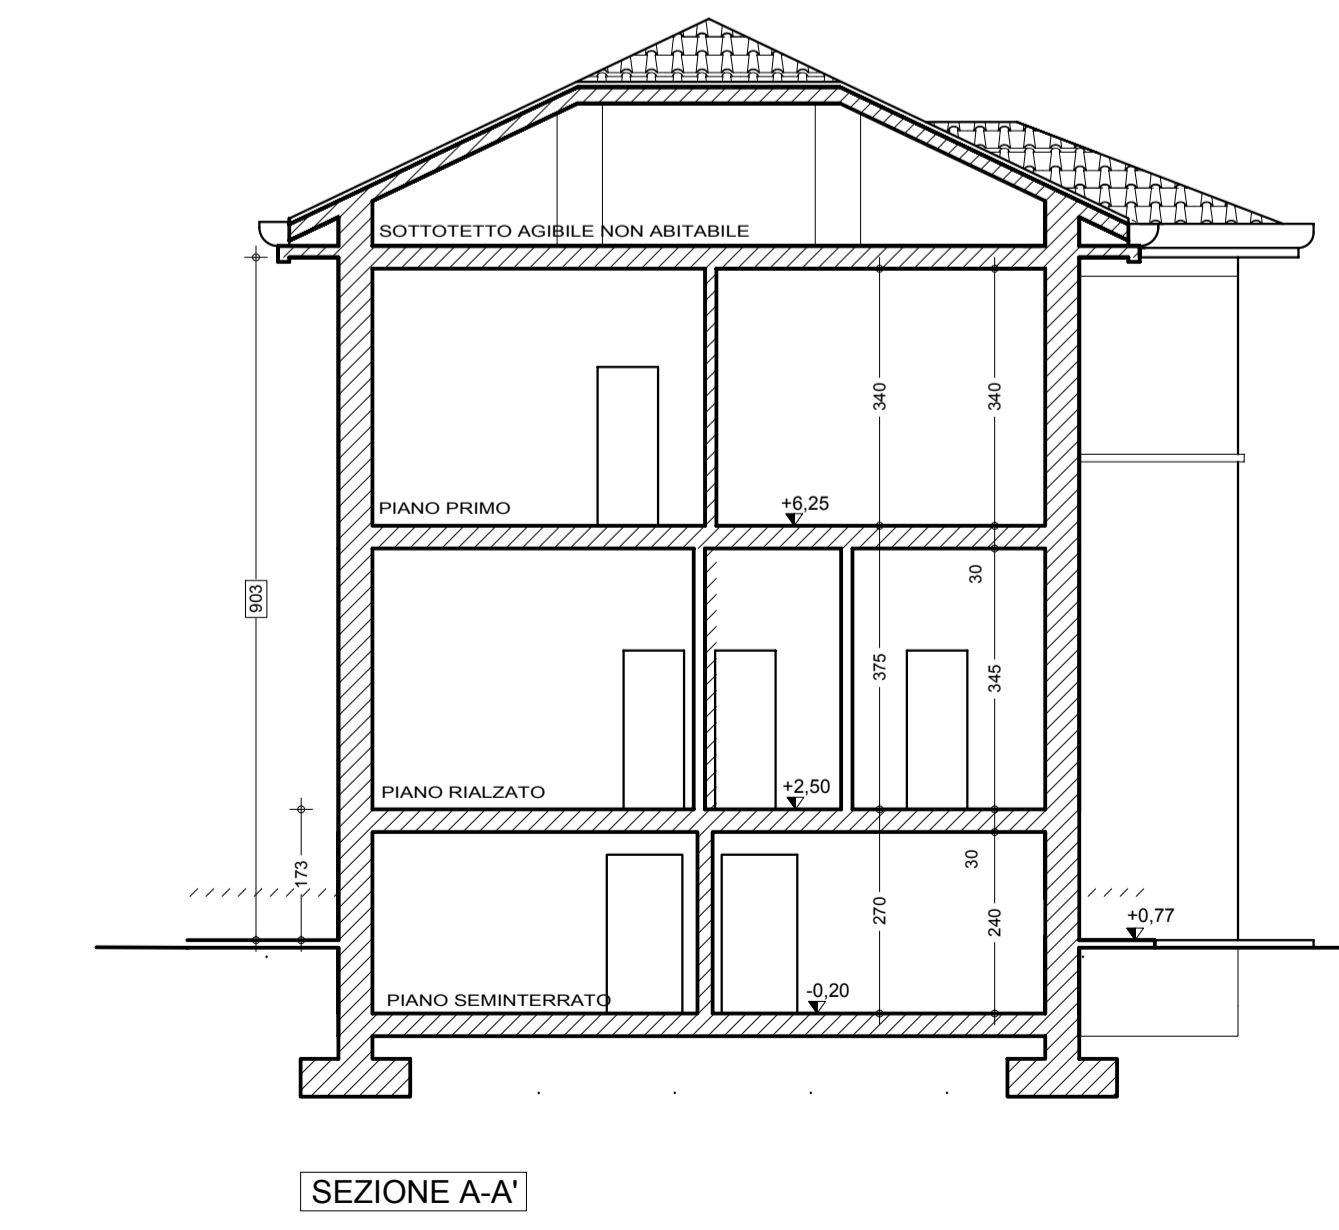 SOTTOTETTO AGIBILE NON ABITABILE
340
340
PIANO PRIMO
+6,25
30
903
375
345
PIANO RIALZATO
+2,50
173
30
270
240
+0,77
PIANO SEMINTERRATO
-0,20
SEZIONE A-A'